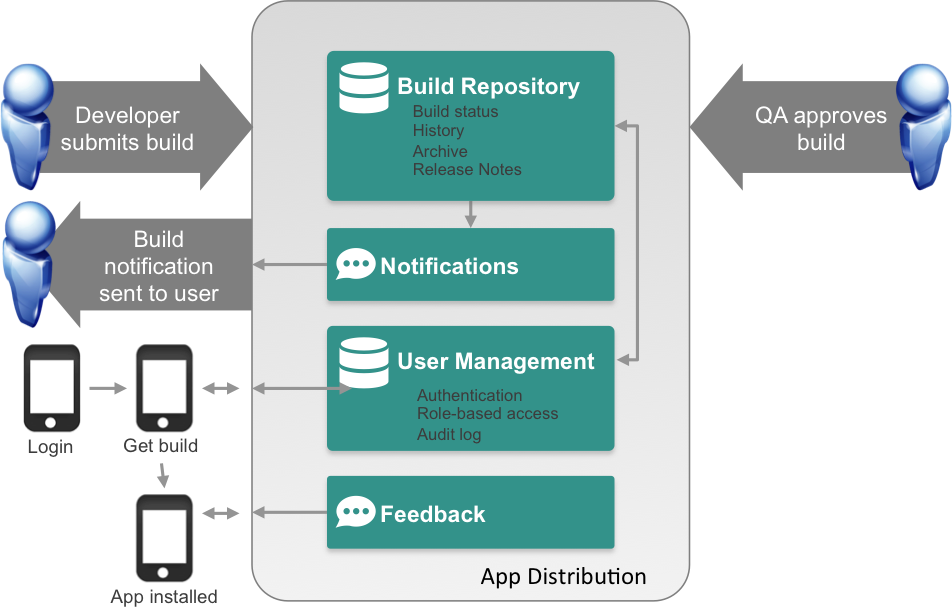 Developer
submits build
Build Repository
Build status
History
Archive
Release Notes
QA approves
build
Build
notification
sent to user
Notifications
User Management
Authentication
Role-based access
Audit log
Login
Get build
Feedback
App installed
App Distribution